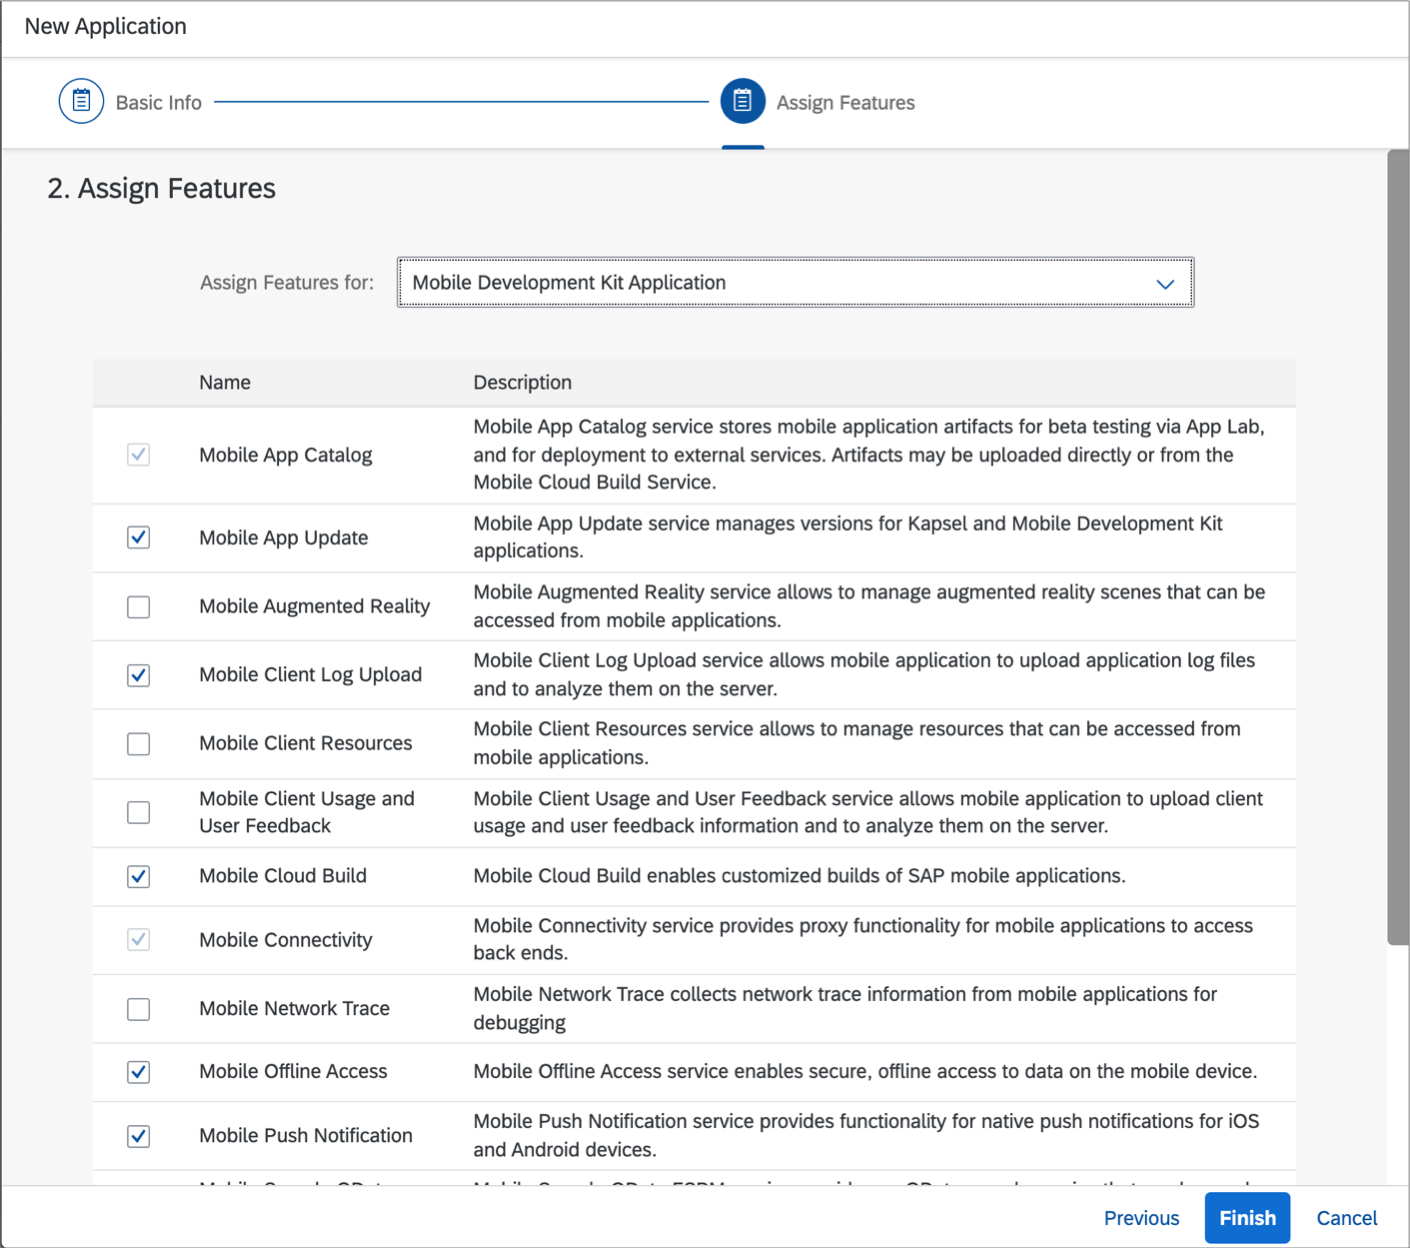 New Application
Basic Info
Assign Features
2. Assign Features
Assign Features for:
Mobile Development Kit Application
Name
Description
Mobile App Catalog
Mobile App Catalog service stores mobile application artifacts for beta testing via App Lab,
and for deployment to external services. Artifacts may be uploaded directly or from the
Mobile Cloud Build Service.
Mobile App Update
Mobile App Update service manages versions for Kapsel and Mobile Development Kit
applications.
Mobile Augmented Reality
Mobile Augmented Reality service allows to manage augmented reality scenes that can be
accessed from mobile applications.
Mobile Client Log Upload
Mobile Client Log Upload service allows mobile application to upload application log files
and to analyze them on the server.
Mobile Client Resources
Mobile Client Resources service allows to manage resources that can be accessed from
mobile applications.
Mobile Client Usage and
User Feedback
Mobile Client Usage and User Feedback service allows mobile application to upload client
usage and user feedback information and to analyze them on the server.
Mobile Cloud Build
Mobile Cloud Build enables customized builds of SAP mobile applications.
Mobile Connectivity
Mobile Connectivity service provides proxy functionality for mobile applications to access
back ends.
Mobile Network Trace
Mobile Network Trace collects network trace information from mobile applications for
debugging
Mobile Offline Access
Mobile Offline Access service enables secure, offline access to data on the mobile device.
Mobile Push Notification
Mobile Push Notification service provides functionality for native push notifications for iOS
and Android devices.
Previous
Finish
Cancel